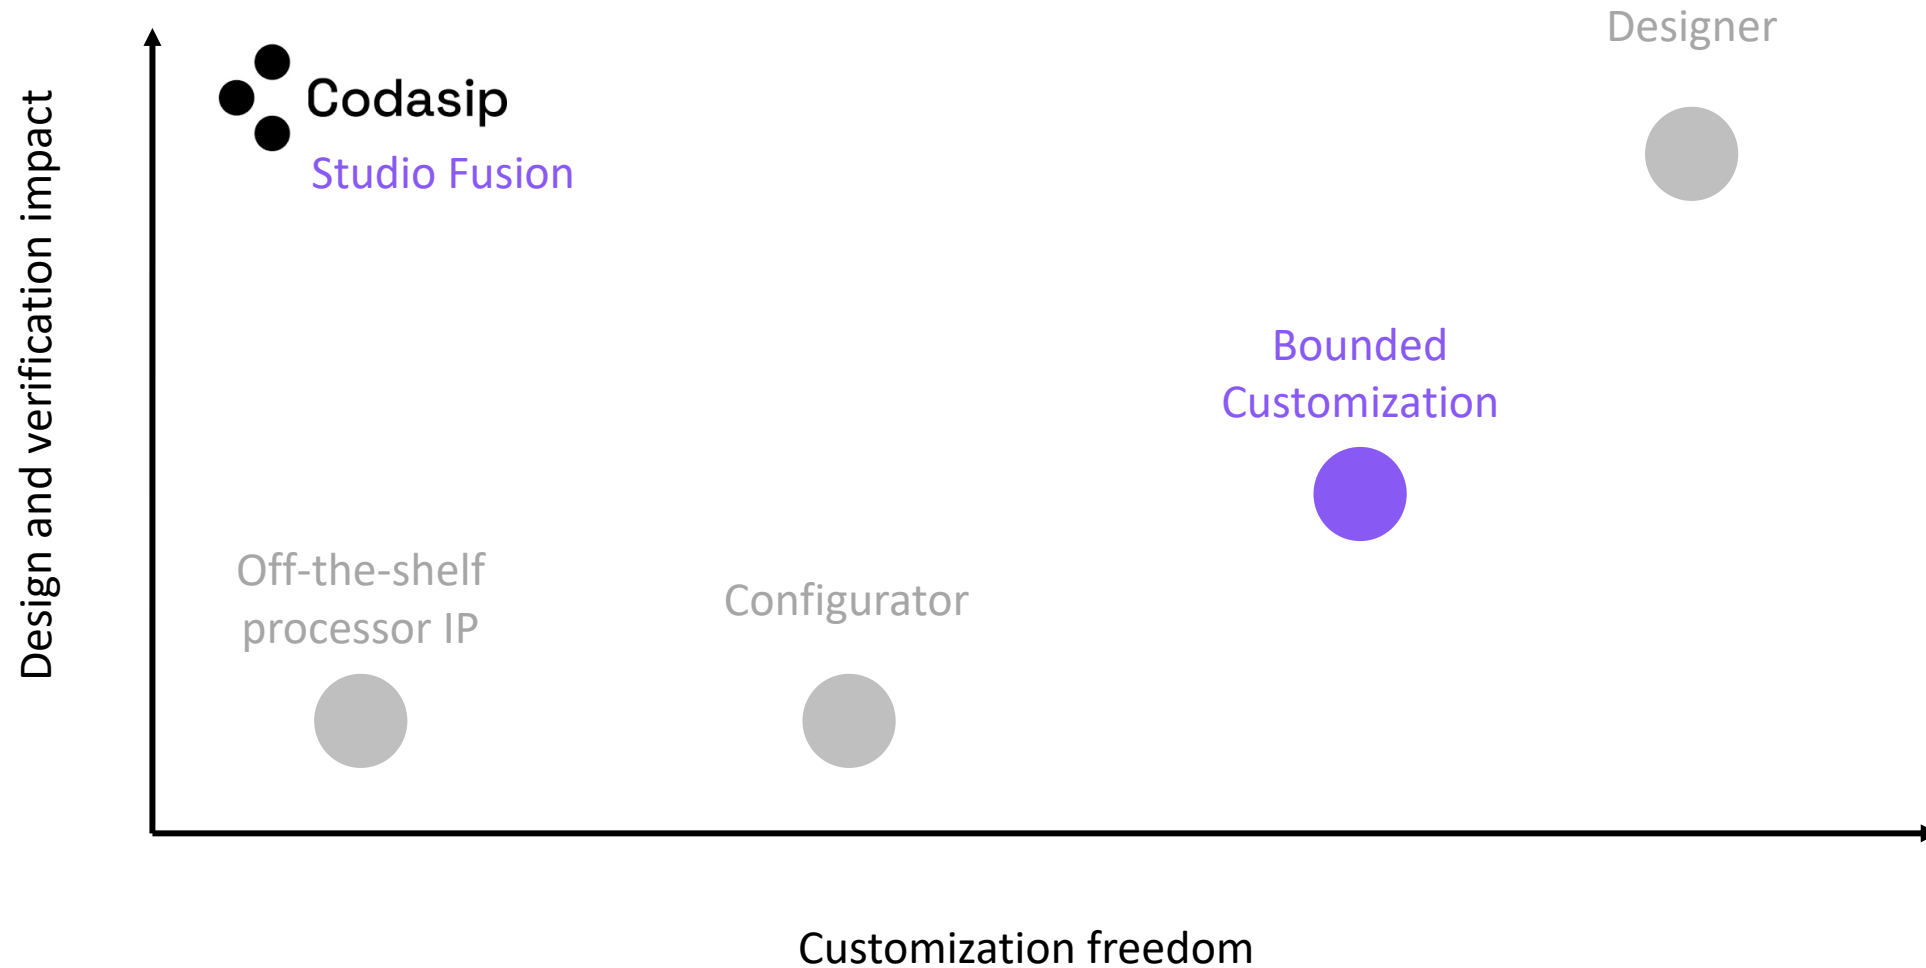 Designer
Codasip
Studio Fusion
Design and verification impact
Bounded
Customization
Off-the-shelf
processor IP
Configurator
Customization freedom